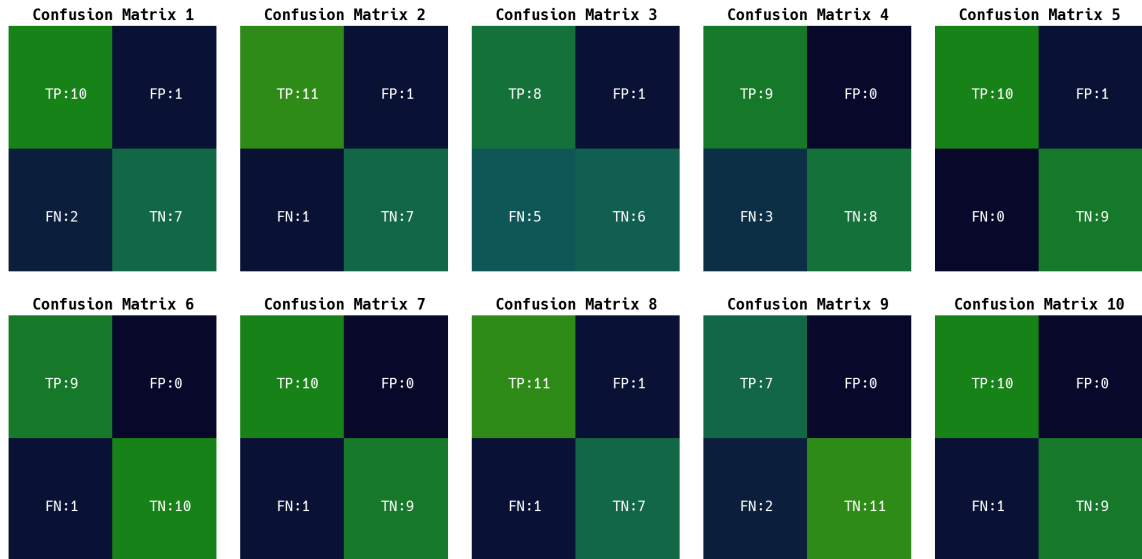 Confusion Matrix 1
TP:10 FP:1
FN:2 TN:7
Confusion Matrix 2
TP:11 FP:1
FN:1 TN:7
Confusion Matrix 3
TP:8 FP:1
FN:5 TN:6
Confusion Matrix 4
TP:9 FP:0
FN:3 TN:8
Confusion Matrix 5
TP:10 FP:1
FN:0 TN:9
Confusion Matrix 6
TP:9 FP:0
FN:1 TN:10
Confusion Matrix 7
TP:10 FP:0
FN:1 TN:9
Confusion Matrix 8
TP:11 FP:1
FN:1 TN:7
Confusion Matrix 9
TP:7 FP:0
FN:2 TN:11
Confusion Matrix 10
TP:10 FP:0
FN:1 TN:9